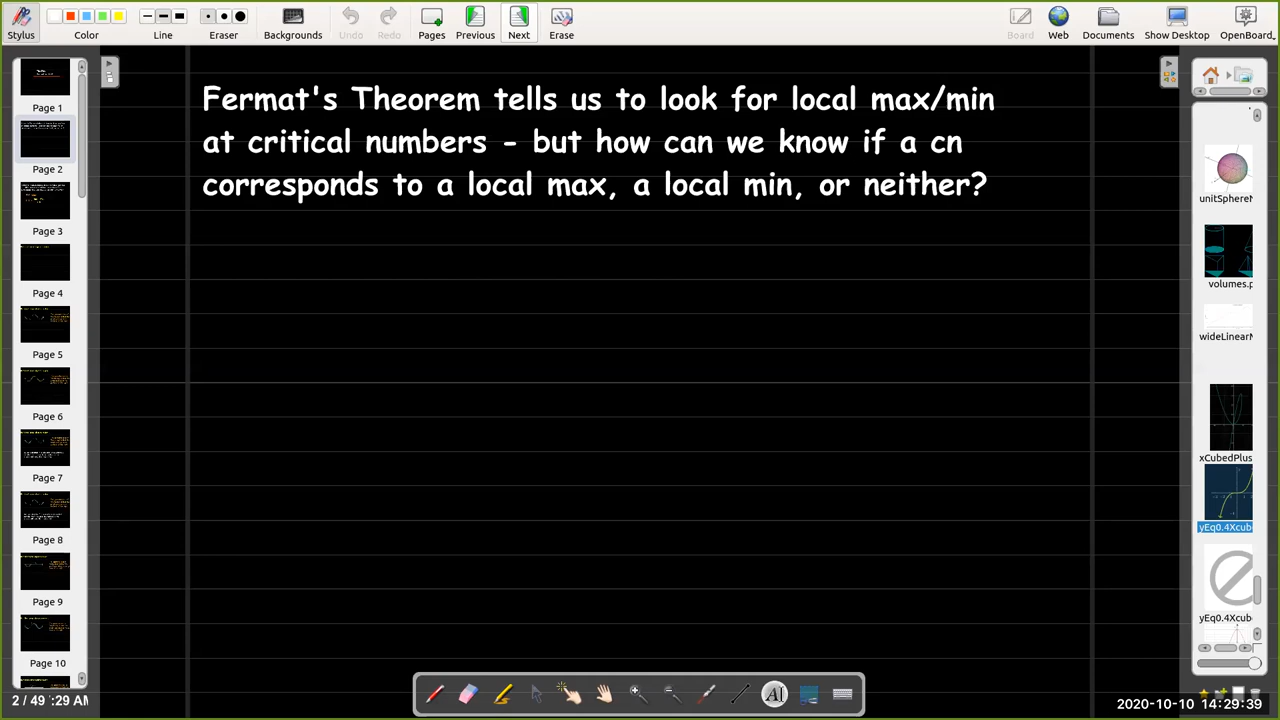 Stylus
Color
Line
Eraser
Backgrounds
Undo
Redo
Pages
Previous
Next
Erase
Board
Web
Documents
Show Desktop
OpenBoard
Page 1
Page 2
Page 3
Page 4
Page 5
Page 6
Page 7
Page 8
Page 9
Page 10
2 / 49
:29 AM
Fermat's Theorem tells us to look for local max/min
at critical numbers - but how can we know if a cn
corresponds to a local max, a local min, or neither?
unitSphereM
volumes.p
wideLinearM
xCubedPlus
yEq0.4Xcub
yEq0.4Xcub
2020-10-10 14:29:39